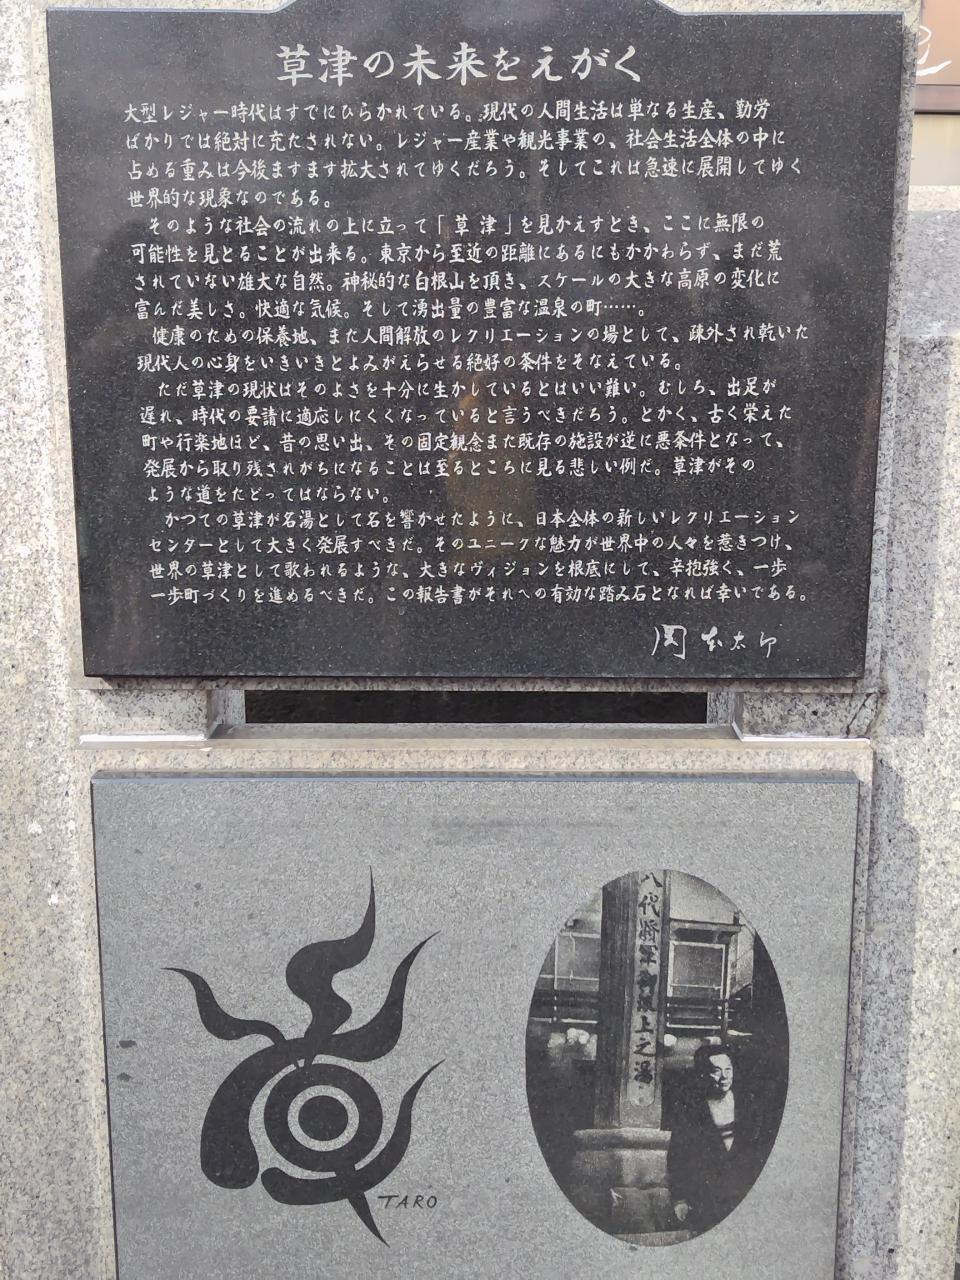 草津の未来をえがく
大型レジャー時代はすでにひらかれている。現代の人間生活は単なる生産、勤労
ばかりでは絶対に充たされない。レジャー産業や観光事業の、社会生活全体の中に
占める重みは今後ますます拡大されてゆくだろう。そしてこれは急速に展開してゆく
世界的な現象なのである。
そのような社会の流れの上に立って「草津」を見かえすとき、ここに無限の
可能性を見とることが出来る。東京から至近の距離にあるにもかかわらず、まだ荒
されていない雄大な自然。神秘的な白根山を頂き、スケールの大きな高原の変化に
富んだ美しさ。快適な気候。そして湧出量の豊富な温泉の町……。
健康のための保養地、また人間解放のレクリエーションの場として、疎外され乾いた
現代人の心身をいきいきとよみがえらせる絶好の条件をそなえている。
ただ草津の現状はそのよさを十分に生かしているとはいい難い。むしろ、出足が
遅れ、時代の要請に適応しにくくなっていると言うべきだろう。とかく、古く栄えた
町や行楽地ほど、昔の思い出、その固定観念また既存の施設が逆に悪条件となって、
発展から取り残されがちになることは至るところに見る悲しい例だ。草津がその
ような道をたどってはならない。
かつての草津が名湯として名を響かせたように、日本全体の新しいレクリエーション
センターとして大きく発展すべきだ。そのユニークな魅力が世界中の人々を惹きつけ、
世界の草津として歌われるような、大きなヴィジョンを根底にして、辛抱強く、一歩
一歩町づくりを進めるべきだ。この報告書がそれへの有効な踏み石となれば幸いである。
岡本太郎
八代将軍御汲上之湯
TARO